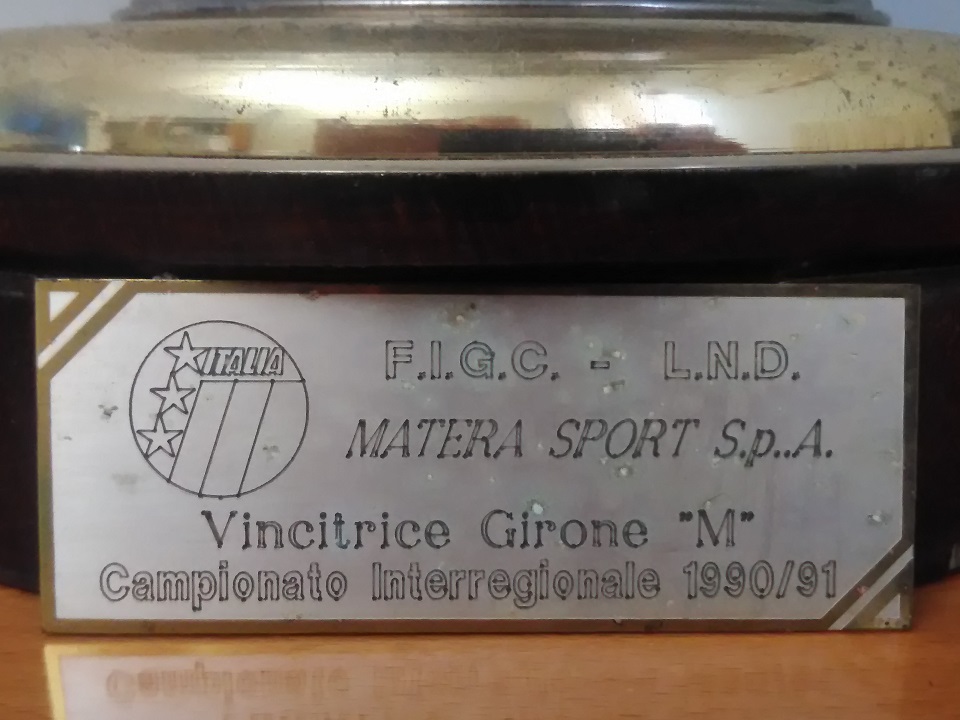 ITALIA
F.I.G.C. - L.N.D.
MATERA SPORT S.p..A.
Vincitrice Girone "M"
Campionato Interregionale 1990/91